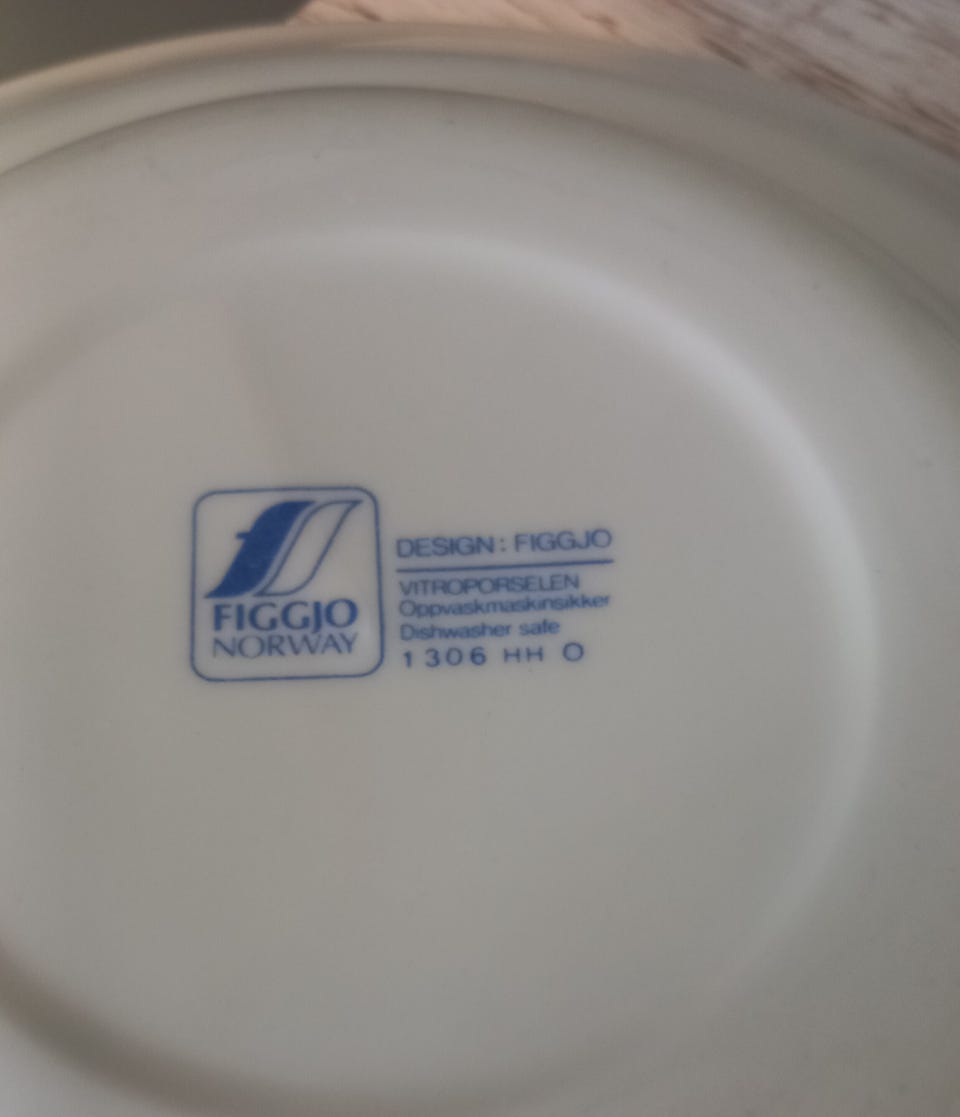 FIGGJO
NORWAY
DESIGN: FIGGJO
VITROPORSELEN
Oppvaskmaskinsikker
Dishwasher safe
1306 HH O